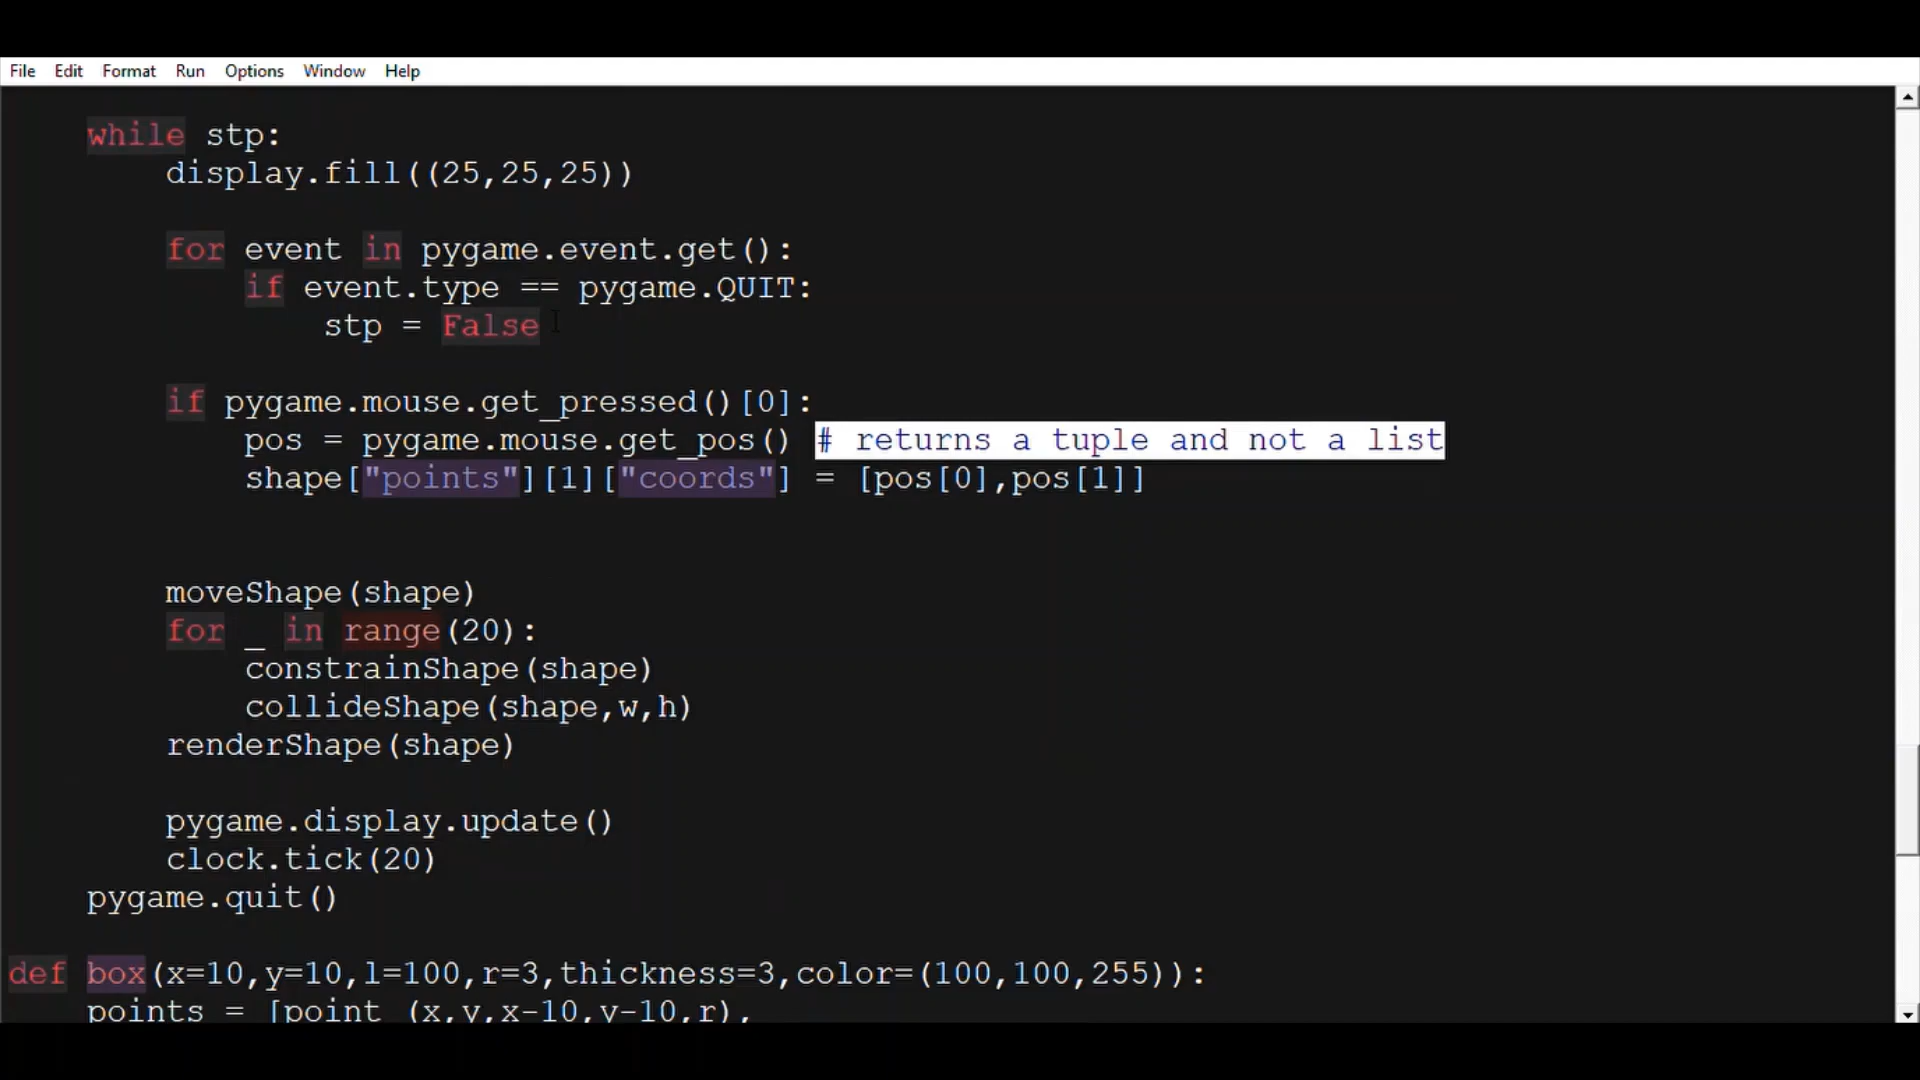 File Edit Format Run Options Window Help
while stp:
display.fill((25,25,25))
for event in pygame.event.get():
if event.type == pygame.QUIT:
stp = False
if pygame.mouse.get_pressed()[0]:
pos = pygame.mouse.get_pos() # returns a tuple and not a list
shape["points"][1]["coords"] = [pos[0],pos[1]]
moveShape(shape)
for _ in range(20):
constrainShape(shape)
collideShape(shape,w,h)
renderShape(shape)
pygame.display.update()
clock.tick(20)
pygame.quit()
def box(x=10,y=10,l=100,r=3,thickness=3,color=(100,100,255)):
points = [point (x,y,x-10,y-10,r),